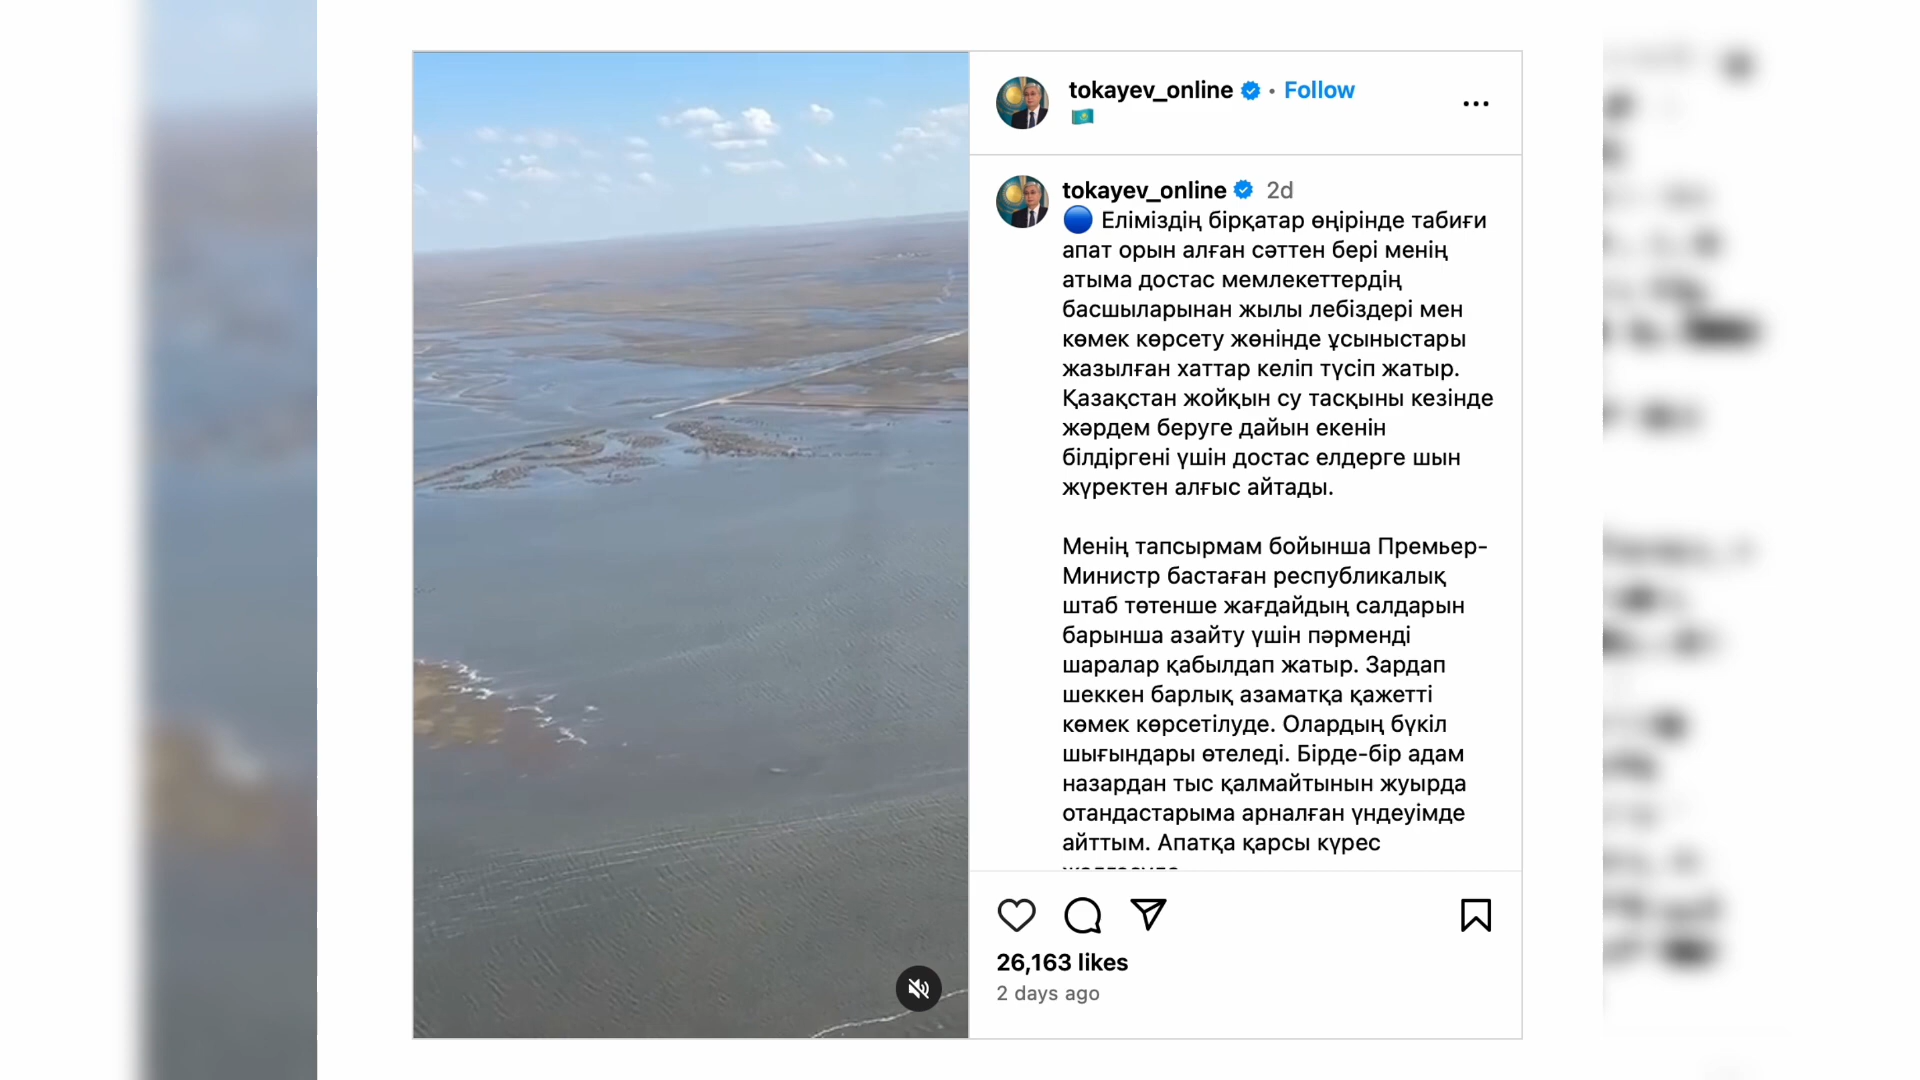 tokayev_online • Follow
tokayev_online 2d
Еліміздің бірқатар өңірінде табиғи
апат орын алған сәттен бері менің
атыма достас мемлекеттердің
басшыларынан жылы лебіздері мен
көмек көрсету жөнінде ұсыныстары
жазылған хаттар келіп түсіп жатыр.
Қазақстан жойқын су тасқыны кезінде
жәрдем беруге дайын екенін
білдіргені үшін достас елдерге шын
жүректен алғыс айтады.
Менің тапсырмам бойынша Премьер-
Министр бастаған республикалық
штаб төтенше жағдайдың салдарын
барынша азайту үшін пәрменді
шаралар қабылдап жатыр. Зардап
шеккен барлық азаматқа қажетті
көмек көрсетілуде. Олардың бүкіл
шығындары өтеледі. Бірде-бір адам
назардан тыс қалмайтынын жуырда
отандастарыма арналған үндеуімде
айттым. Апатқа қарсы күрес
26,163 likes
2 days ago